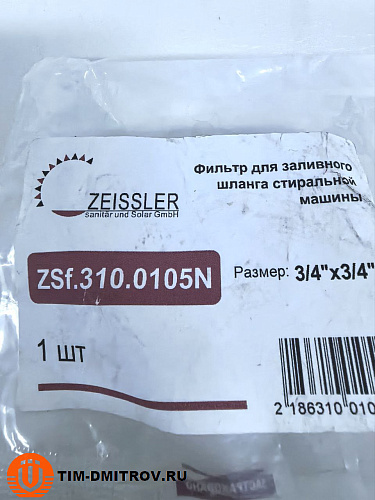 ZEISSLER
sanitär und Solar GmbH
Фильтр для заливного
шланга стиральной
машины
ZSf.310.0105N
Размер: 3/4"x3/4"
1 шт
2 186310 010
TIM-DMITROV.RU